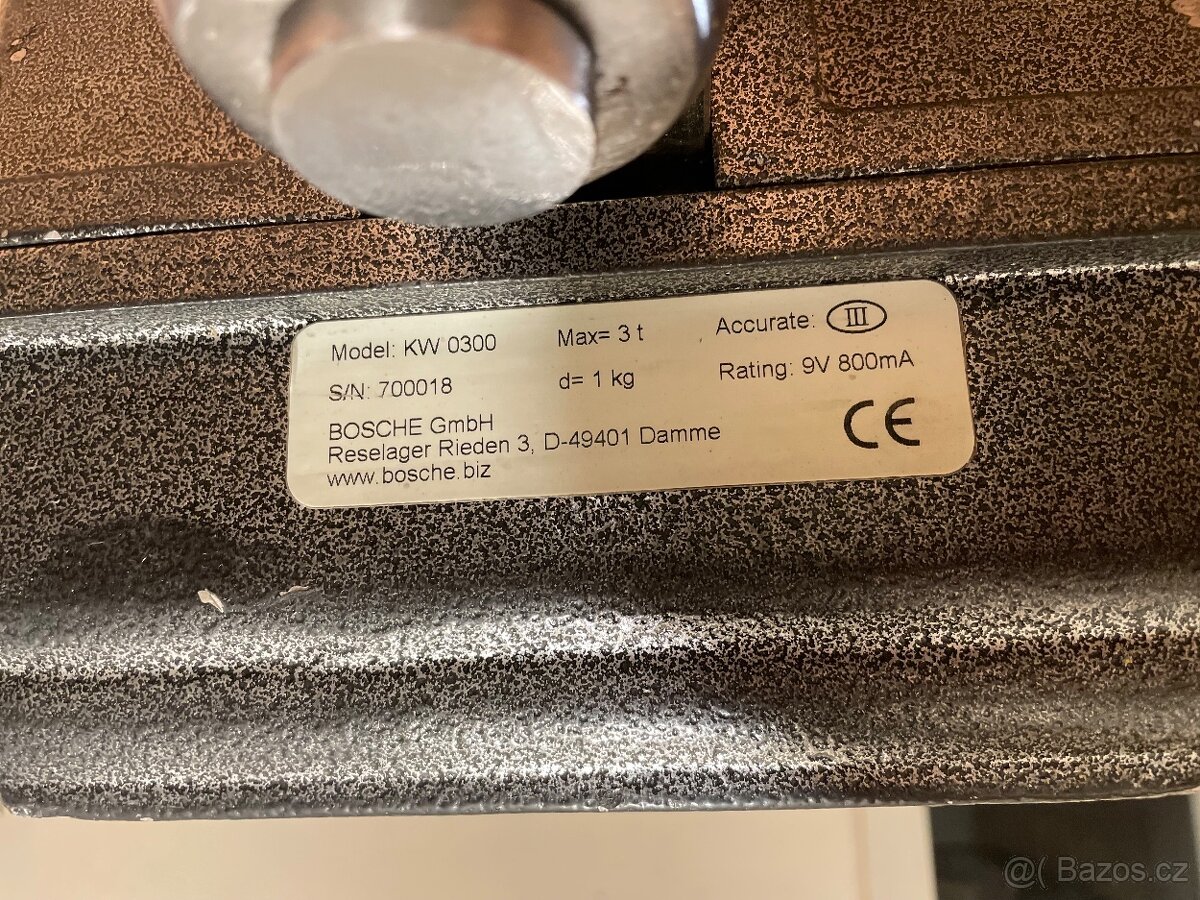 Model: KW 0300 Max= 3 t Accurate: III
S/N: 700018 d= 1 kg Rating: 9V 800mA
BOSCHE GmbH
Reselager Rieden 3, D-49401 Damme
www.bosche.biz
CE
@( Bazos.cz